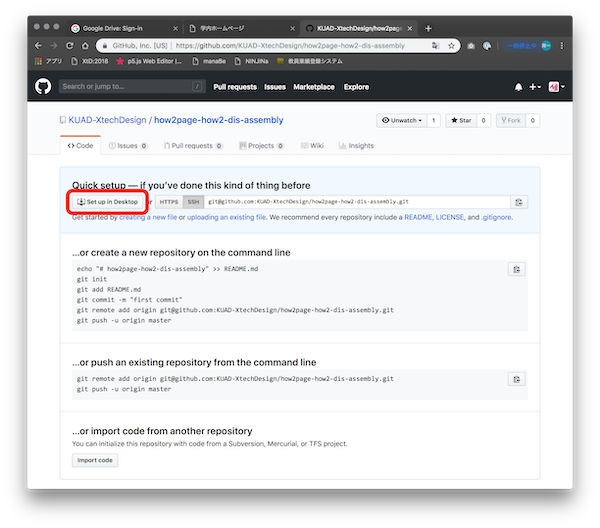 Google Drive: Sign-in
学内ホームページ
KUAD-XtechDesign/how2page-h
GitHub, Inc. [US] | https://github.com/KUAD-XtechDesign/how2page-how2-dis-assembly
一時停止中
アプリ XtD:2018 p5.js Web Editor |... manaBe NINJINe 教員業績登録システム
Search or jump to... / Pull requests Issues Marketplace Explore
KUAD-XtechDesign / how2page-how2-dis-assembly
Unwatch 1 Star 0 Fork 0
Code Issues 0 Pull requests 0 Projects 0 Wiki Insights
Quick setup — if you've done this kind of thing before
Set up in Desktop or HTTPS SSH git@github.com:KUAD-XtechDesign/how2page-how2-dis-assembly.git
Get started by creating a new file or uploading an existing file. We recommend every repository include a README, LICENSE, and .gitignore.
...or create a new repository on the command line
echo "# how2page-how2-dis-assembly" >> README.md
git init
git add README.md
git commit -m "first commit"
git remote add origin git@github.com:KUAD-XtechDesign/how2page-how2-dis-assembly.git
git push -u origin master
...or push an existing repository from the command line
git remote add origin git@github.com:KUAD-XtechDesign/how2page-how2-dis-assembly.git
git push -u origin master
...or import code from another repository
You can initialize this repository with code from a Subversion, Mercurial, or TFS project.
Import code